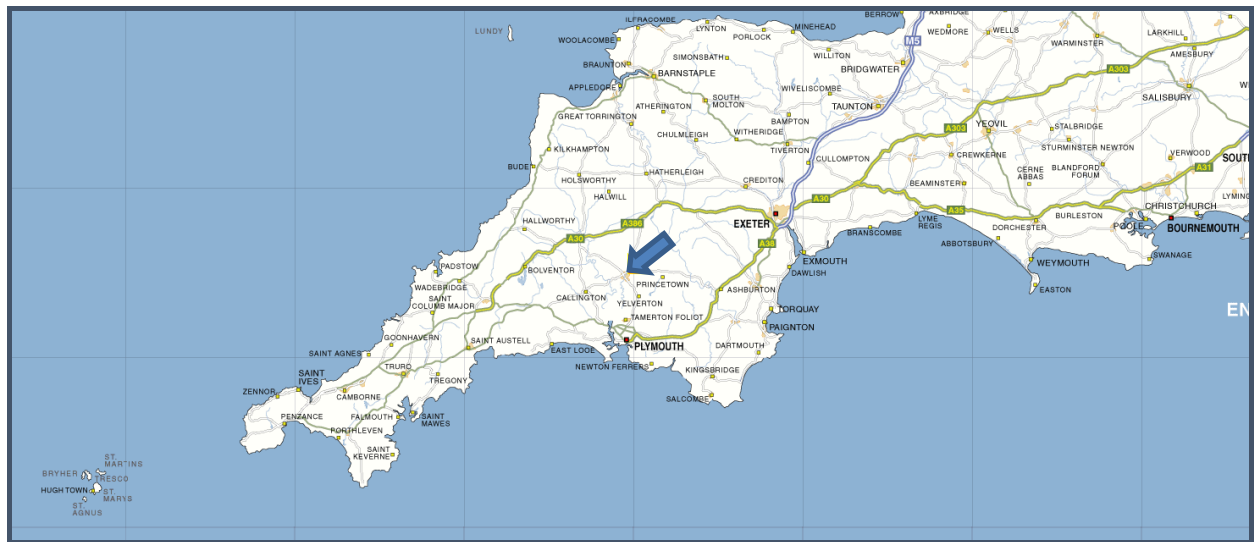 ILFRACOMBE
LYNTON
MINEHEAD
BERROW
AXBRIDGE
LUNDY
WOOLACOMBE
PORLOCK
M5
WEDMORE
WELLS
WARMINSTER
LARKHILL
AMESBURY
BRAUNTON
SIMONSBATH
WILLITON
BRIDGWATER
A303
BARNSTAPLE
APPLEDORE
WIVELISCOMBE
SALISBURY
WI
ATHERINGTON
SOUTH
MOLTON
TAUNTON
GREAT TORRINGTON
BAMPTON
YEOVIL
STALBRIDGE
CHULMLEIGH
WITHERIDGE
A303
STURMINSTER NEWTON
KILKHAMPTON
TIVERTON
CULLOMPTON
CREWKERNE
VERWOOD
SOUT
BUDE
HATHERLEIGH
CERNE
ABBAS
BLANDFORD
FORUM
A31
HOLSWORTHY
CREDITON
BEAMINSTER
HALWILL
A30
LYMING
CHRISTCHURCH
HALLWORTHY
A386
EXETER
A35
BURLESTON
LYME
REGIS
DORCHESTER
POOLE
BOURNEMOUTH
A30
A38
BRANSCOMBE
ABBOTSBURY
PADSTOW
BOLVENTOR
EXMOUTH
WEYMOUTH
SWANAGE
DAWLISH
WADEBRIDGE
PRINCETOWN
ASHBURTON
EASTON
SAINT
COLUMB MAJOR
CALLINGTON
YELVERTON
TORQUAY
EN
TAMERTON FOLIOT
PAIGNTON
GOONHAVERN
SAINT AUSTELL
PLYMOUTH
DARTMOUTH
SAINT AGNES
EAST LOOE
NEWTON FERRERS
KINGSBRIDGE
SAINT
IVES
TRURO
TREGONY
ZENNOR
CAMBORNE
SALCOMBE
PENZANCE
FALMOUTH
SAINT
MAWES
PORTHLEVEN
SAINT
KEVERNE
ST.
MARTINS
BRYHER
TRESCO
HUGH TOWN
ST.
MARYS
ST.
AGNUS